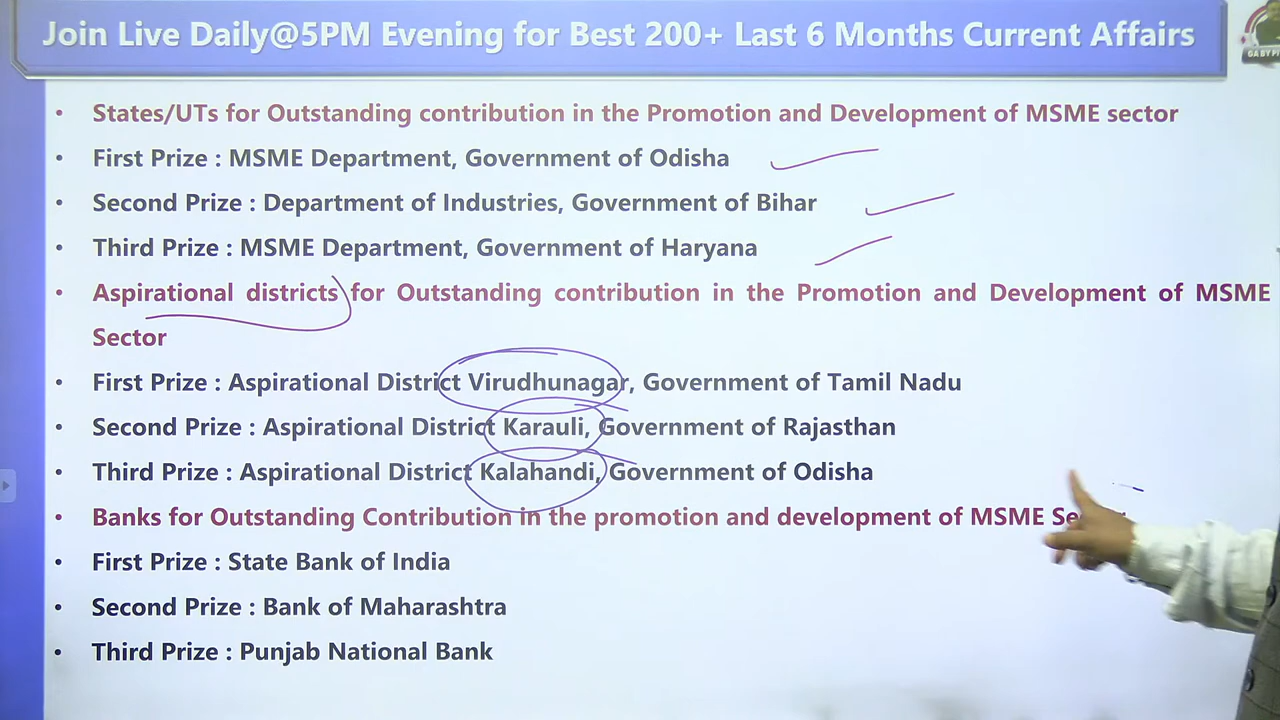 Join Live Daily@5PM Evening for Best 200+ Last 6 Months Current Affairs
• States/UTs for Outstanding contribution in the Promotion and Development of MSME sector
• First Prize : MSME Department, Government of Odisha
• Second Prize : Department of Industries, Government of Bihar
• Third Prize : MSME Department, Government of Haryana
• Aspirational districts for Outstanding contribution in the Promotion and Development of MSME
Sector
• First Prize : Aspirational District Virudhunagar, Government of Tamil Nadu
• Second Prize : Aspirational District Karauli, Government of Rajasthan
• Third Prize : Aspirational District Kalahandi, Government of Odisha
• Banks for Outstanding Contribution in the promotion and development of MSME
• First Prize : State Bank of India
• Second Prize : Bank of Maharashtra
• Third Prize : Punjab National Bank